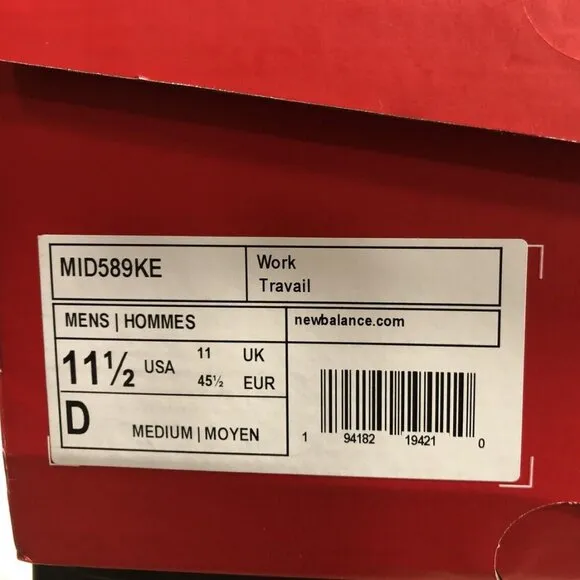 MID589KE
Work
Travail
MENS | HOMMES
newbalance.com
11½ USA 11 UK
45½ EUR
D MEDIUM | MOYEN
1 94182 19421 0